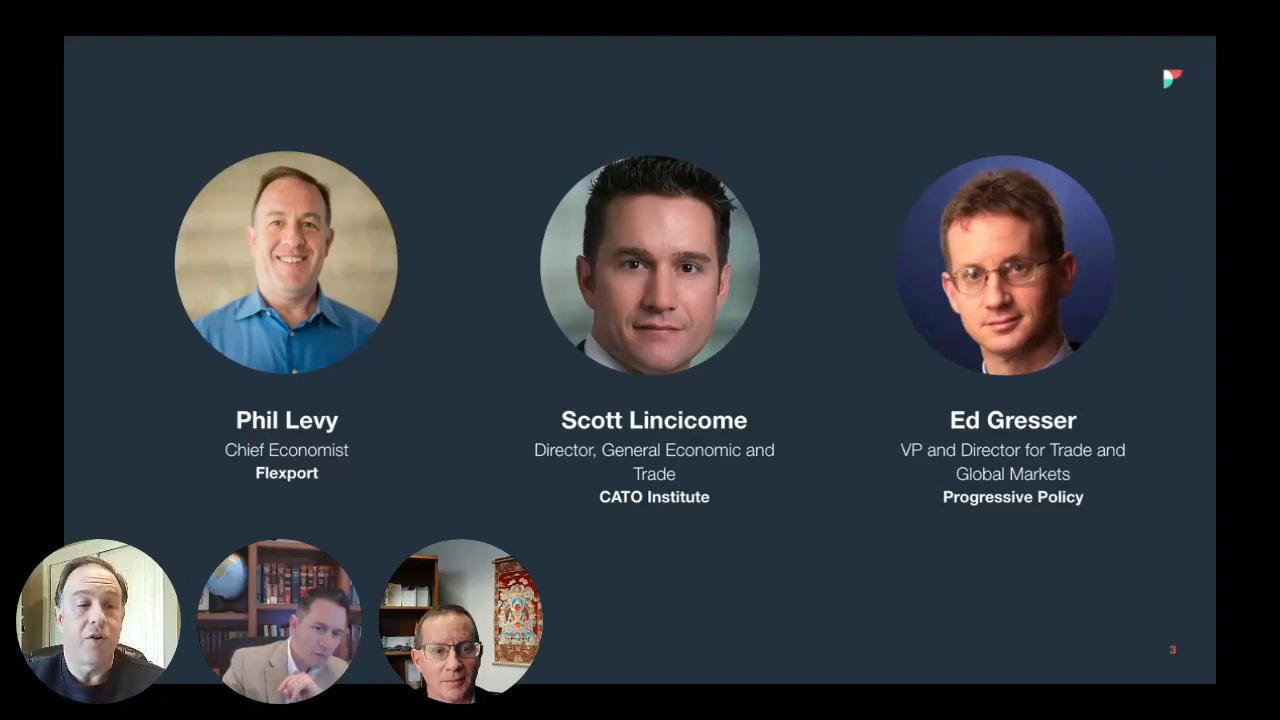 Phil Levy
Chief Economist
Flexport
Scott Lincicome
Director, General Economic and
Trade
CATO Institute
Ed Gresser
VP and Director for Trade and
Global Markets
Progressive Policy
3